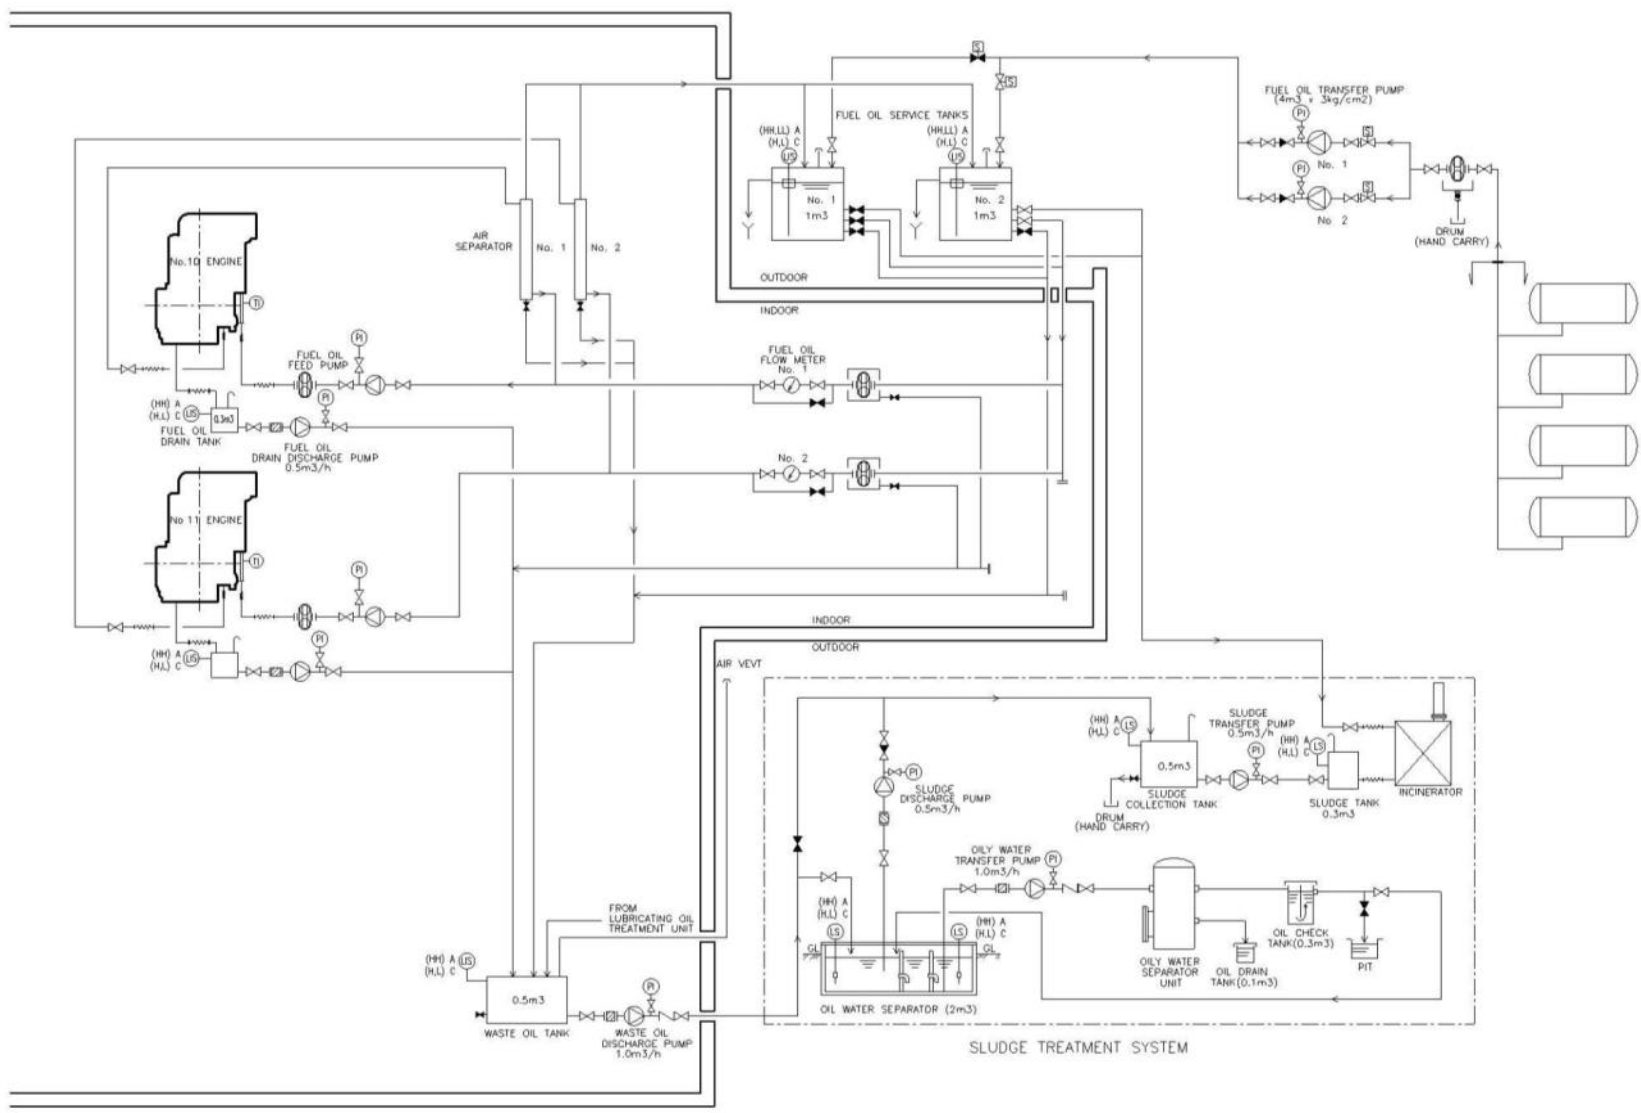 S
S
FUEL OIL TRANSFER PUMP
(4m3 x 3kg/cm2)
PI
S
No. 1
PI
S
No. 2
DRUM
(HAND CARRY)
FUEL OIL SERVICE TANKS
(HH,LL) A
(H,L) C
LIS
No. 1
1m3
(HH,LL) A
(H,L) C
LIS
No. 2
1m3
AIR
SEPARATOR
No. 1
No. 2
OUTDOOR
INDOOR
No.10 ENGINE
TI
FUEL OIL
FEED PUMP
PI
FUEL OIL
FLOW METER
No. 1
(HH) A
(H,L) C
LIS
0.3m3
FUEL OIL
DRAIN TANK
PI
FUEL OIL
DRAIN DISCHARGE PUMP
0.5m3/h
No. 2
No 11 ENGINE
TI
PI
(HH) A
(H,L) C
LIS
PI
INDOOR
OUTDOOR
AIR VEVT
(HH) A
(H,L) C
LS
0.5m3
SLUDGE
COLLECTION TANK
DRUM
(HAND CARRY)
SLUDGE
TRANSFER PUMP
0.5m3/h
PI
(HH) A
(H,L) C
LS
SLUDGE TANK
0.3m3
INCINERATOR
PI
SLUDGE
DISCHARGE PUMP
0.5m3/h
OILY WATER
TRANSFER PUMP
1.0m3/h
PI
(HH) A
(H,L) C
LS
(HH) A
(H,L) C
LS
GL
GL
OIL WATER SEPARATOR (2m3)
OILY WATER
SEPARATOR
UNIT
OIL DRAIN
TANK(0.1m3)
OIL CHECK
TANK(0.3m3)
PIT
FROM
LUBRICATING OIL
TREATMENT UNIT
(HH) A
(H,L) C
LIS
0.5m3
WASTE OIL TANK
PI
WASTE OIL
DISCHARGE PUMP
1.0m3/h
SLUDGE TREATMENT SYSTEM